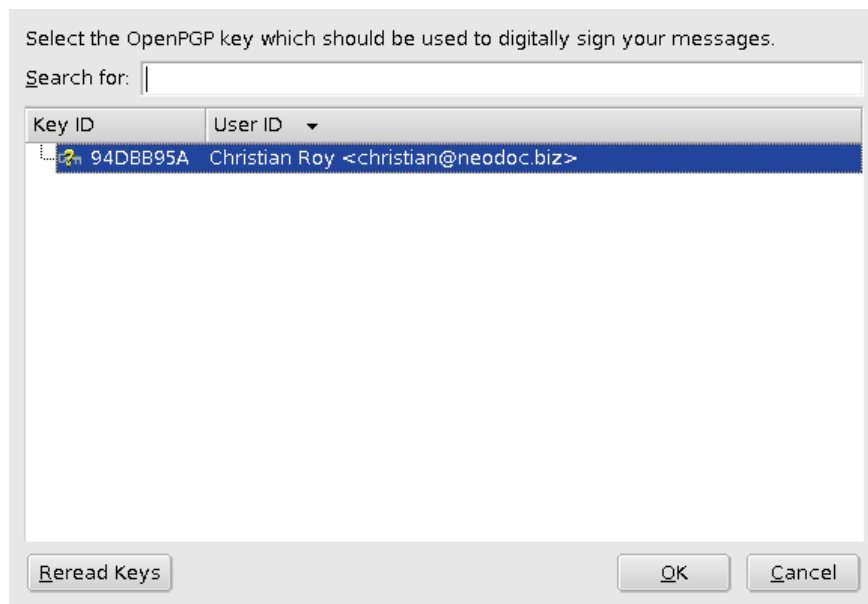 Select the OpenPGP key which should be used to digitally sign your messages.
Search for:
Key ID User ID
94DBB95A Christian Roy <christian@neodoc.biz>
Reread Keys OK Cancel